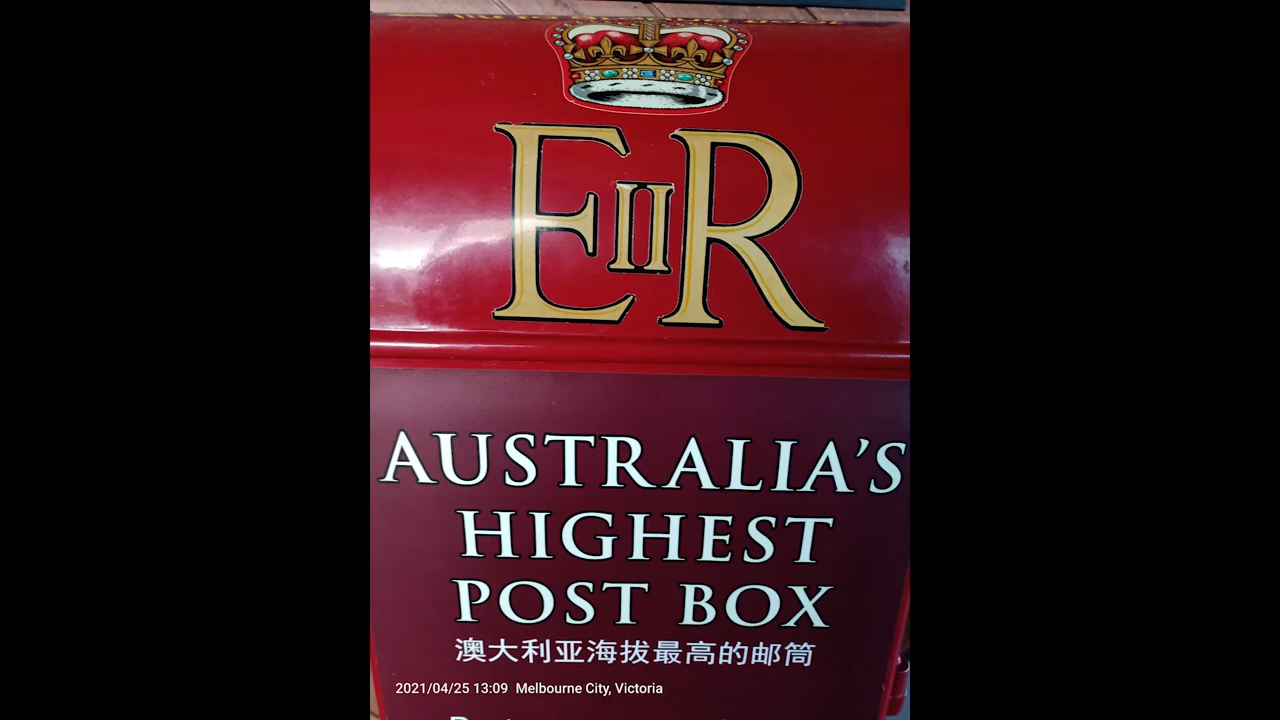 EIIR
AUSTRALIA'S
HIGHEST
POST BOX
澳大利亚海拔最高的邮筒
2021/04/25 13:09 Melbourne City, Victoria